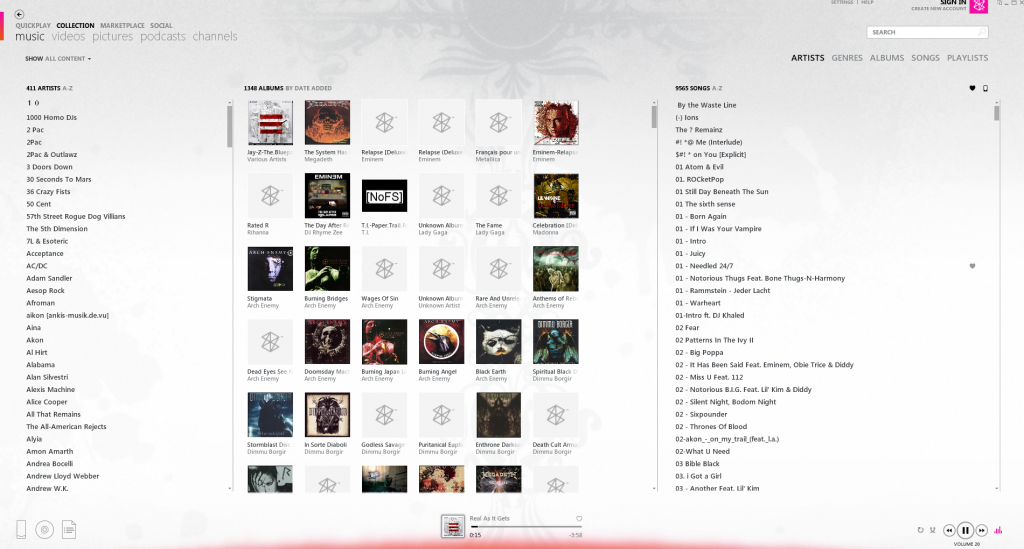 SETTINGS | HELP
SIGN IN
CREATE NEW ACCOUNT
QUICKPLAY COLLECTION MARKETPLACE SOCIAL
music videos pictures podcasts channels
SEARCH
SHOW ALL CONTENT
ARTISTS GENRES ALBUMS SONGS PLAYLISTS
411 ARTISTS A-Z
1 0
1000 Homo DJs
2 Pac
2Pac
2Pac & Outlawz
3 Doors Down
30 Seconds To Mars
36 Crazy Fists
50 Cent
57th Street Rogue Dog Villians
The 5th Dimension
7L & Esoteric
Acceptance
AC/DC
Adam Sandler
Aesop Rock
Afroman
aikon [ankis-musik.de.vu]
Aina
Akon
Al Hirt
Alabama
Alan Silvestri
Alexis Machine
Alice Cooper
All That Remains
The All-American Rejects
Alyia
Amon Amarth
Andrea Bocelli
Andrew Lloyd Webber
Andrew W.K.
1348 ALBUMS BY DATE ADDED
Jay-Z-The.Bluep
Various Artists
The System Has
Megadeth
Relapse [Deluxe
Eminem
Relapse (Deluxe
Eminem
Français pour un
Metallica
Eminem-Relapse
Eminem
EMINEM
[NoFS]
LIL WAYNE
Rated R
Rihanna
The Day After Re
DJ Rhyme Zee
T.I.-Paper.Trail
T.I.
Unknown Album
Lady Gaga
The Fame
Lady Gaga
Celebration [De
Madonna
ARCH ENEMY
Stigmata
Arch Enemy
Burning Bridges
Arch Enemy
Wages Of Sin
Arch Enemy
Unknown Album
Unknown Artist
Rare And Unrele
Arch Enemy
Anthems of Rebe
Arch Enemy
DIMMU BORGIR
Dead Eyes See N
Arch Enemy
Doomsday Mach
Arch Enemy
Burning Japan L
Arch Enemy
Burning Angel
Arch Enemy
Black Earth
Arch Enemy
Spiritual Black D
Dimmu Borgir
Stormblast Disc
Dimmu Borgir
In Sorte Diaboli
Dimmu Borgir
Godless Savage
Dimmu Borgir
Puritanical Euph
Dimmu Borgir
Enthrone Darkn
Dimmu Borgir
Death Cult Arma
Dimmu Borgir
MEGADETH
9565 SONGS A-Z
By the Waste Line
(-) Ions
The ? Remainz
#! *@ Me (Interlude)
$#! * on You [Explicit]
01 Atom & Evil
01. ROCketPop
01 Still Day Beneath The Sun
01 The sixth sense
01 - Born Again
01 - If I Was Your Vampire
01 - Intro
01 - Juicy
01 - Needled 24/7
01 - Notorious Thugs Feat. Bone Thugs-N-Harmony
01 - Rammstein - Jeder Lacht
01 - Warheart
01-Intro ft. DJ Khaled
02 Fear
02 Patterns In The Ivy II
02 - Big Poppa
02 - It Has Been Said Feat. Eminem, Obie Trice & Diddy
02 - Miss U Feat. 112
02 - Notorious B.I.G. Feat. Lil' Kim & Diddy
02 - Silent Night, Bodom Night
02 - Sixpounder
02 - Thrones Of Blood
02-akon_-_on_my_trail_(feat._l.a.)
02-What U Need
03 Bible Black
03. i Got a Girl
03 - Another Feat. Lil' Kim
Real As It Gets
0:15
-3:58
VOLUME 28